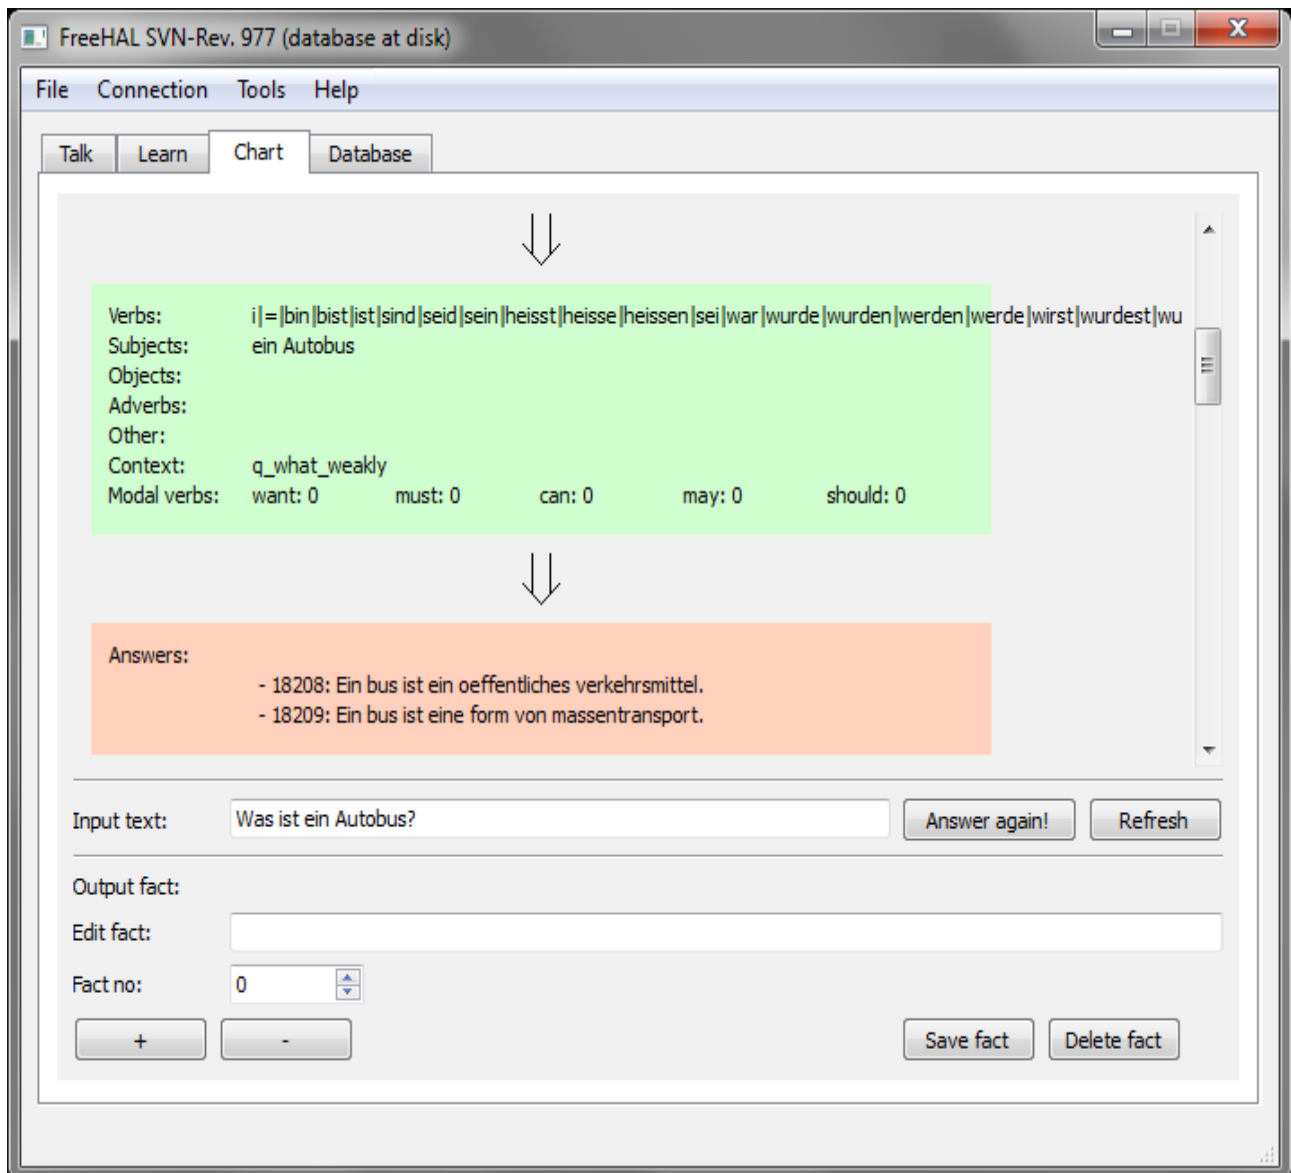 FreeHAL SVN-Rev. 977 (database at disk)
File Connection Tools Help
Talk Learn Chart Database
Verbs: i|=|bin|bist|ist|sind|seid|sein|heisst|heisse|heissen|sei|war|wurde|wurden|werden|werde|wirst|wurdest|wu
Subjects: ein Autobus
Objects:
Adverbs:
Other:
Context: q_what_weakly
Modal verbs: want: 0 must: 0 can: 0 may: 0 should: 0
Answers:
- 18208: Ein bus ist ein oeffentliches verkehrsmittel.
- 18209: Ein bus ist eine form von massentransport.
Input text: Was ist ein Autobus? Answer again! Refresh
Output fact:
Edit fact:
Fact no: 0
+ - Save fact Delete fact